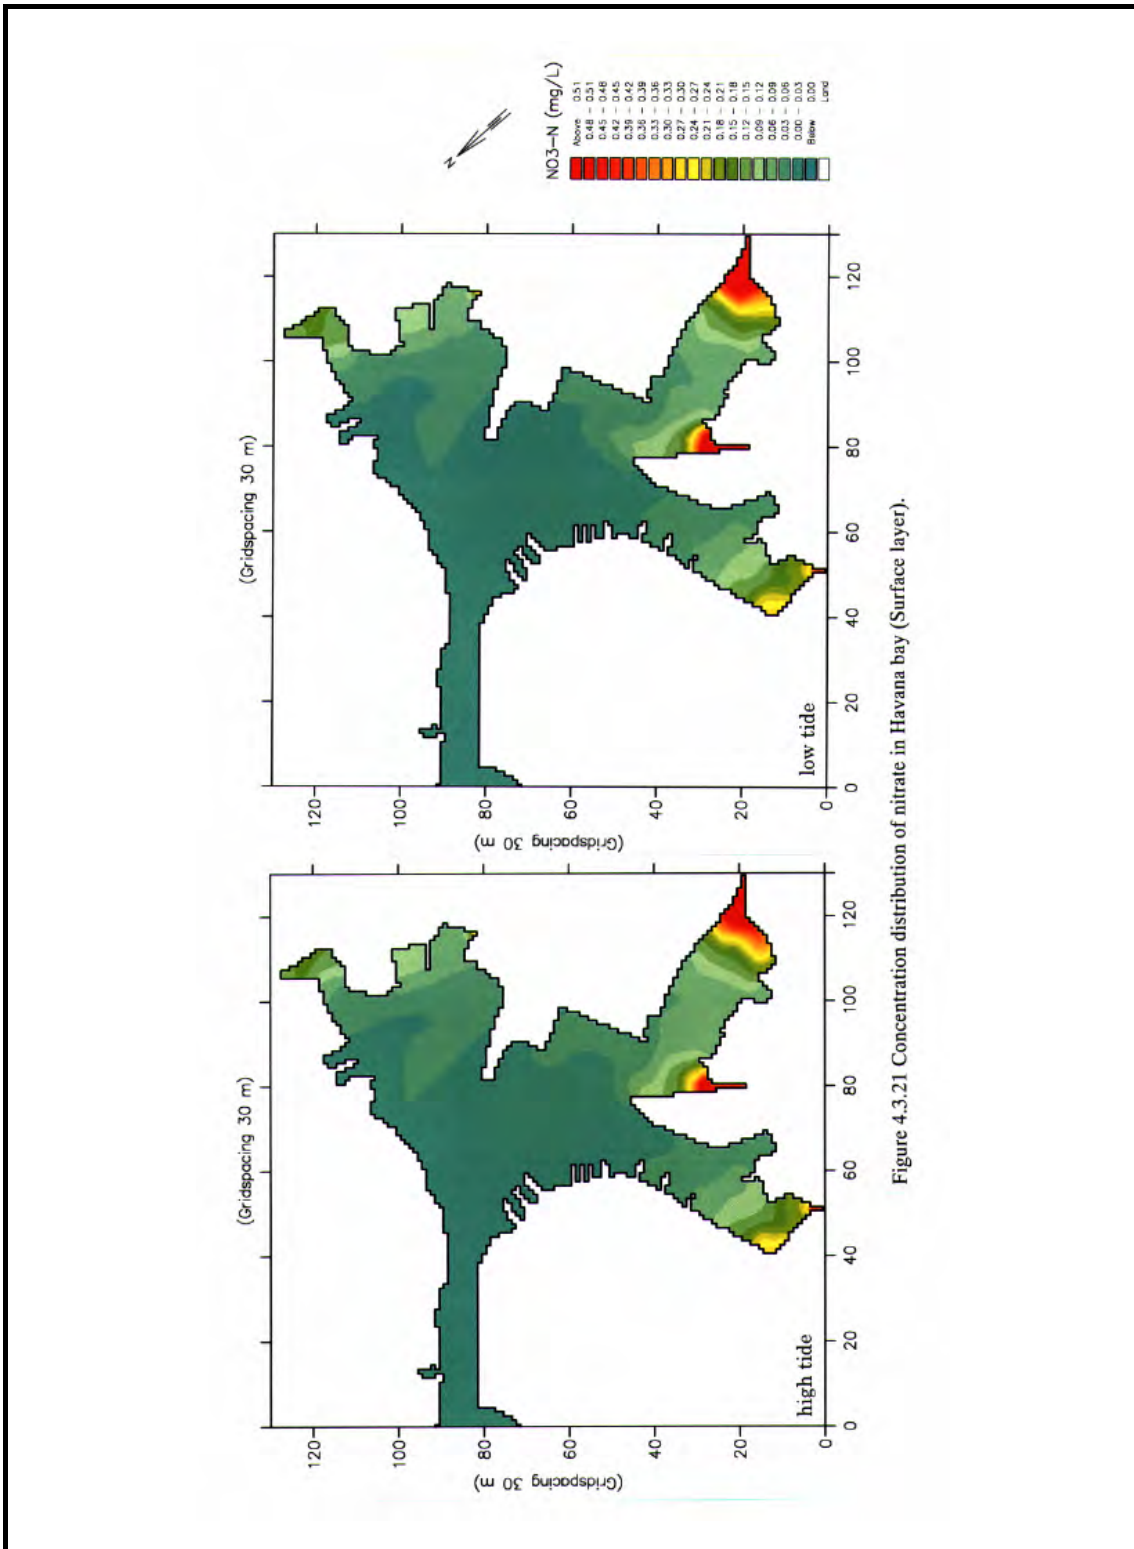 (Gridspacing 30 m)
120
100
80
60
40
20
0
0
20
40
60
80
100
120
(Gridspacing 30 m)
high tide
(Gridspacing 30 m)
120
100
80
60
40
20
0
0
20
40
60
80
100
120
(Gridspacing 30 m)
low tide
N
NO3-N (mg/L)
Above 0.51
0.48 - 0.51
0.45 - 0.48
0.42 - 0.45
0.39 - 0.42
0.36 - 0.39
0.33 - 0.36
0.30 - 0.33
0.27 - 0.30
0.24 - 0.27
0.21 - 0.24
0.18 - 0.21
0.15 - 0.18
0.12 - 0.15
0.09 - 0.12
0.06 - 0.09
0.03 - 0.06
0.00 - 0.03
Below 0.00
Land
Figure 4.3.21 Concentration distribution of nitrate in Havana bay (Surface layer).